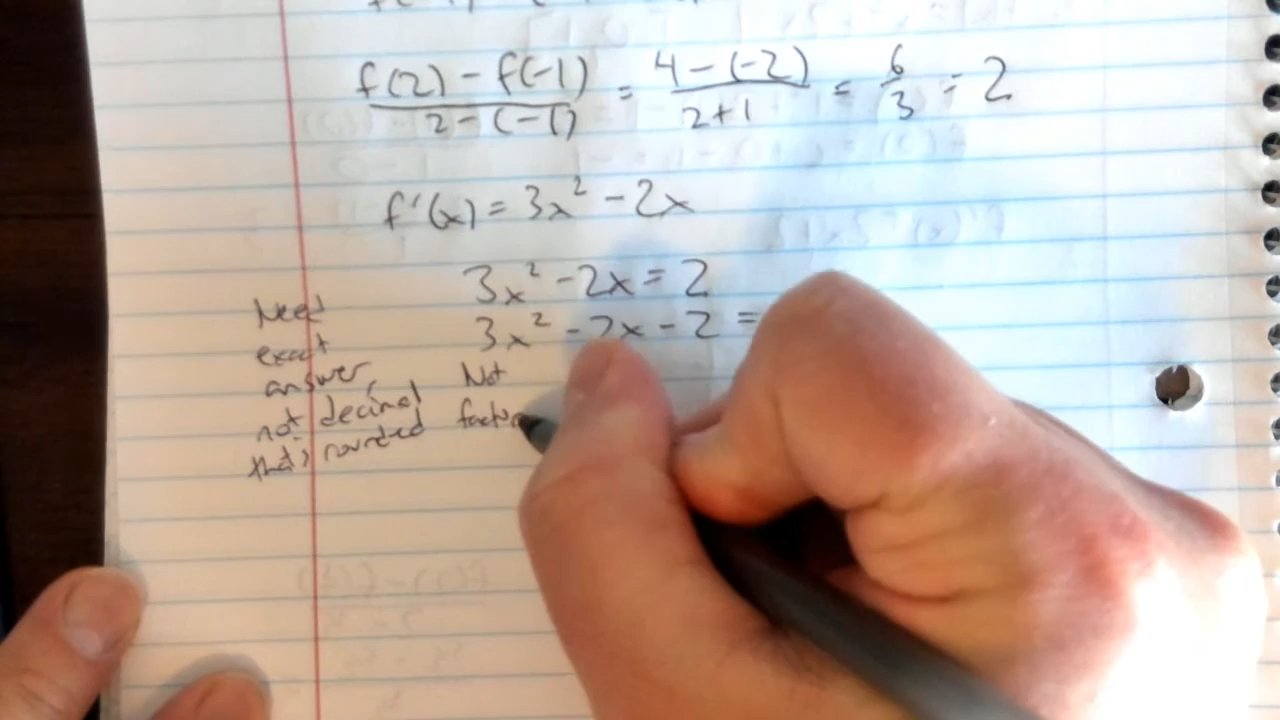 f(2) - f(-1) / 2 - (-1) = 4 - (-2) / 2+1 = 6/3 = 2
f'(x) = 3x² - 2x
3x² - 2x = 2
3x² - 2x - 2 =
Need
exact
answer,
not decimal
that's rounded
Not
facto